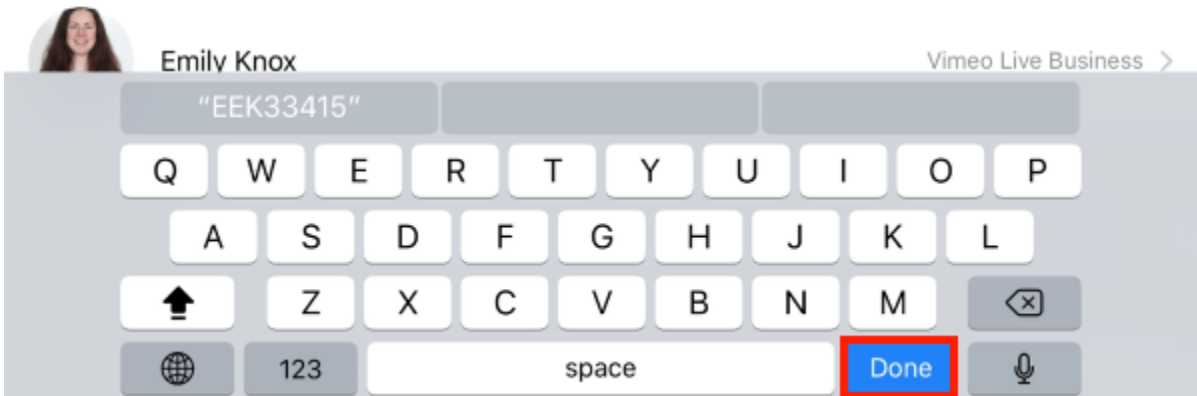 Emily Knox Vimeo Live Business >
"EEK33415"
Q W E R T Y U I O P
A S D F G H J K L
Z X C V B N M
123 space Done